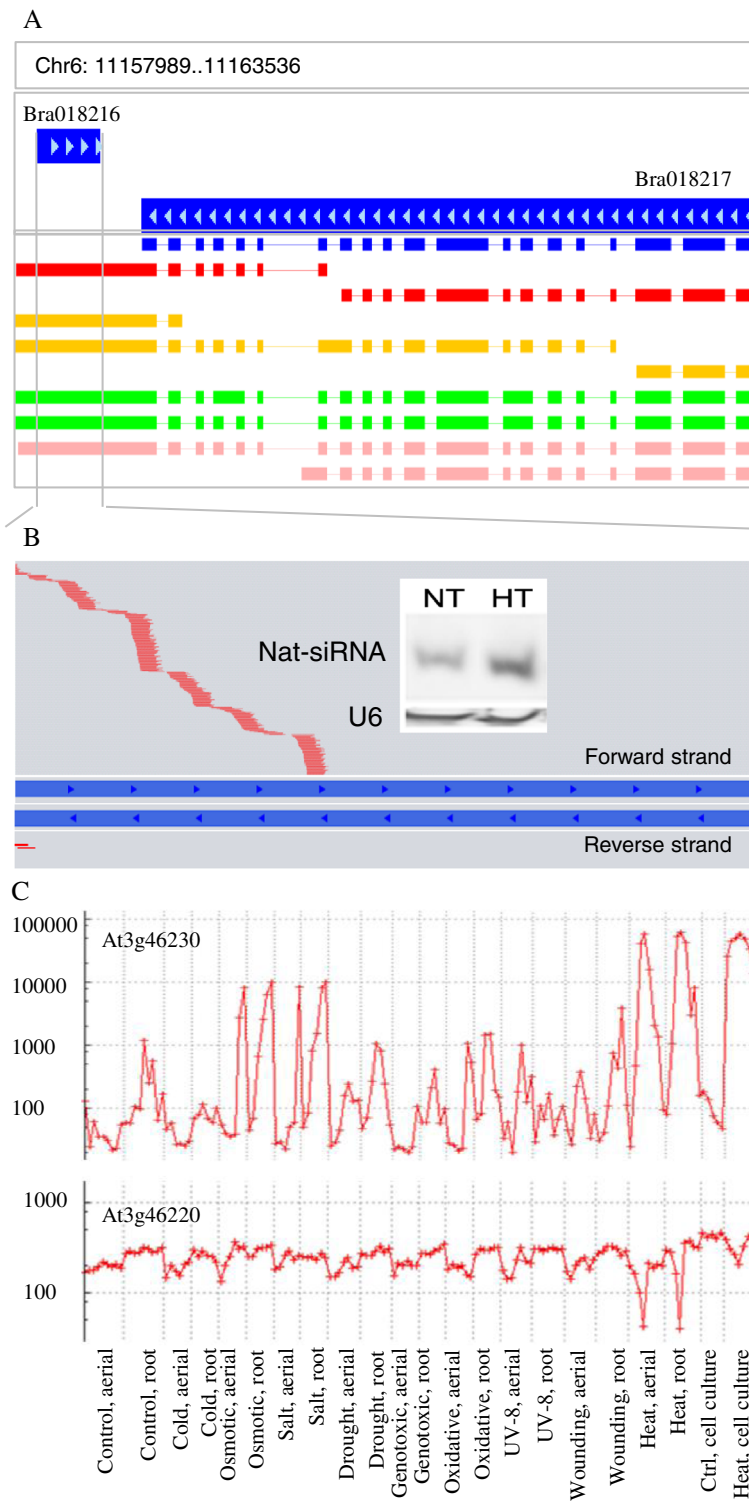 A
Chr6: 11157989..11163536
Bra018216
Bra018217
B
NT HT
Nat-siRNA
U6
Forward strand
Reverse strand
C
100000
At3g46230
10000
1000
100
1000
At3g46220
100
Control, aerial
Control, root
Cold, aerial
Cold, root
Osmotic, aerial
Osmotic, root
Salt, aerial
Salt, root
Drought, aerial
Drought, root
Genotoxic, aerial
Genotoxic, root
Oxidative, aerial
Oxidative, root
UV-8, aerial
UV-8, root
Wounding, aerial
Wounding, root
Heat, aerial
Heat, root
Ctrl, cell culture
Heat, cell culture